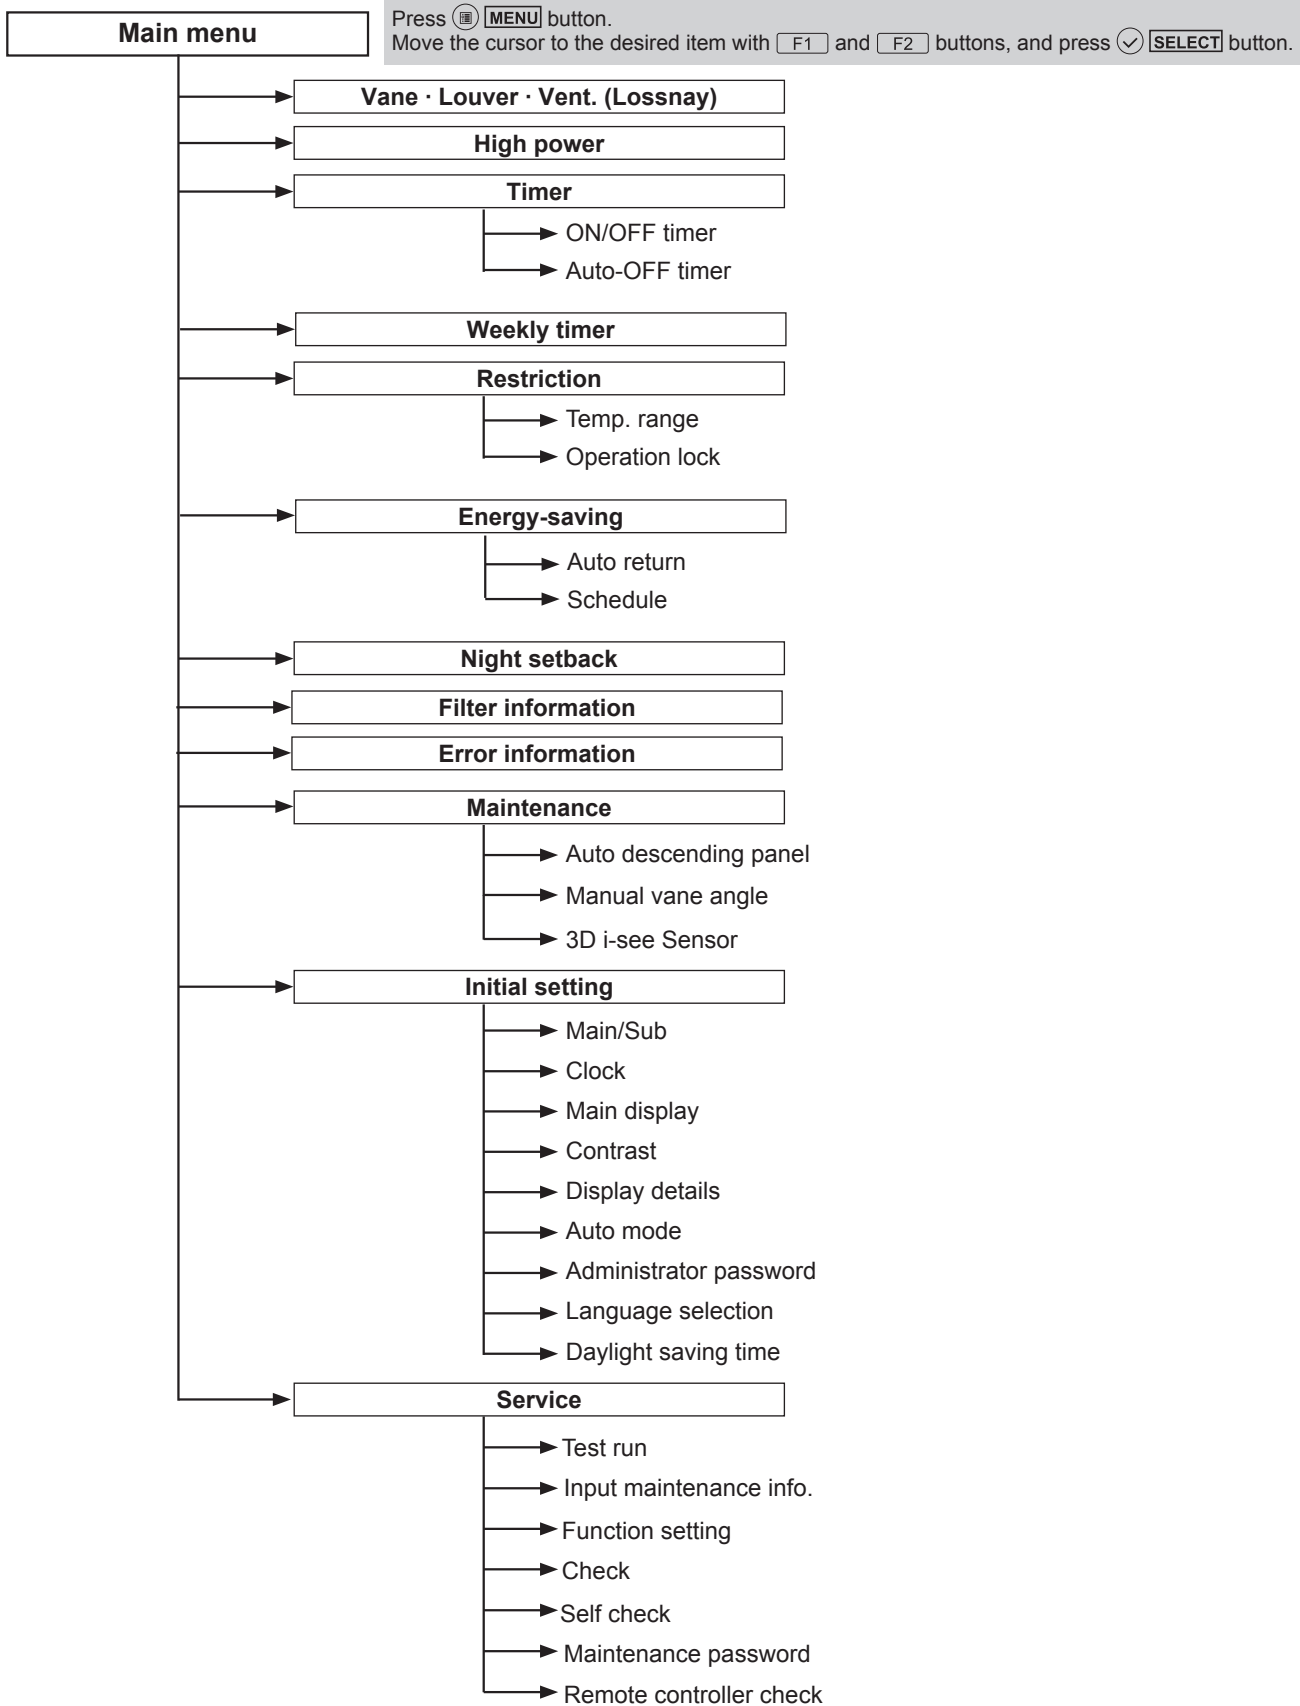 Main menu
Press MENU button.
Move the cursor to the desired item with F1 and F2 buttons, and press SELECT button.
Vane · Louver · Vent. (Lossnay)
High power
Timer
ON/OFF timer
Auto-OFF timer
Weekly timer
Restriction
Temp. range
Operation lock
Energy-saving
Auto return
Schedule
Night setback
Filter information
Error information
Maintenance
Auto descending panel
Manual vane angle
3D i-see Sensor
Initial setting
Main/Sub
Clock
Main display
Contrast
Display details
Auto mode
Administrator password
Language selection
Daylight saving time
Service
Test run
Input maintenance info.
Function setting
Check
Self check
Maintenance password
Remote controller check